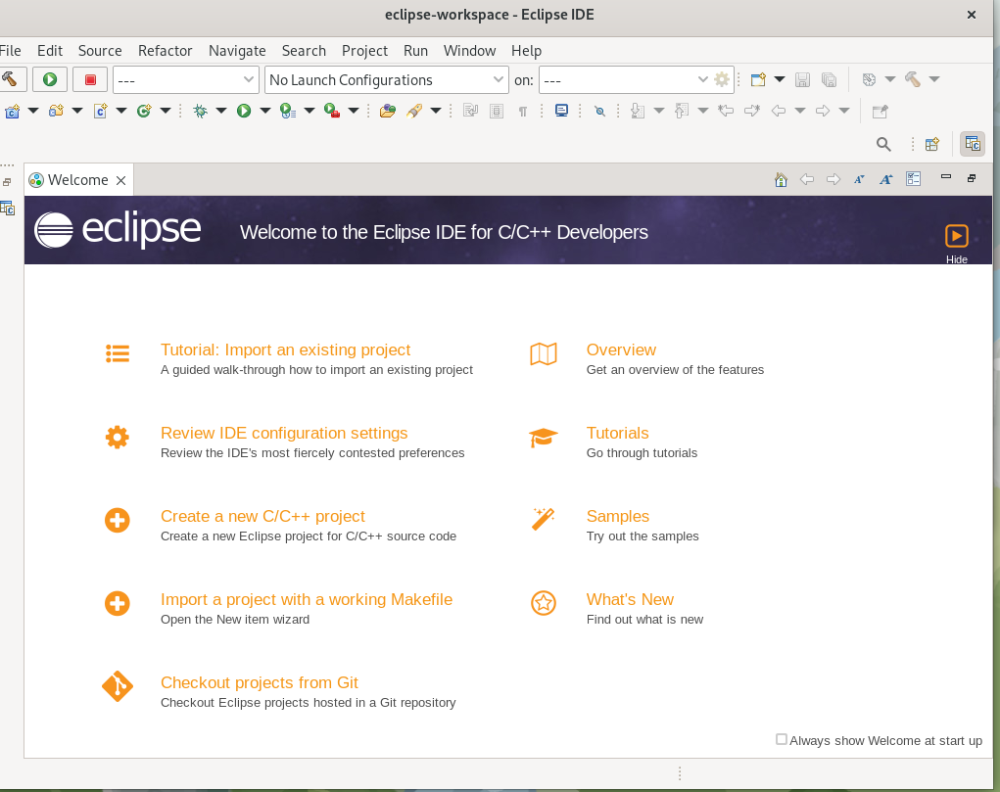 eclipse-workspace - Eclipse IDE
File Edit Source Refactor Navigate Search Project Run Window Help
--- No Launch Configurations on: ---
Welcome
eclipse Welcome to the Eclipse IDE for C/C++ Developers
Hide
Tutorial: Import an existing project
A guided walk-through how to import an existing project
Overview
Get an overview of the features
Review IDE configuration settings
Review the IDE's most fiercely contested preferences
Tutorials
Go through tutorials
Create a new C/C++ project
Create a new Eclipse project for C/C++ source code
Samples
Try out the samples
Import a project with a working Makefile
Open the New item wizard
What's New
Find out what is new
Checkout projects from Git
Checkout Eclipse projects hosted in a Git repository
Always show Welcome at start up